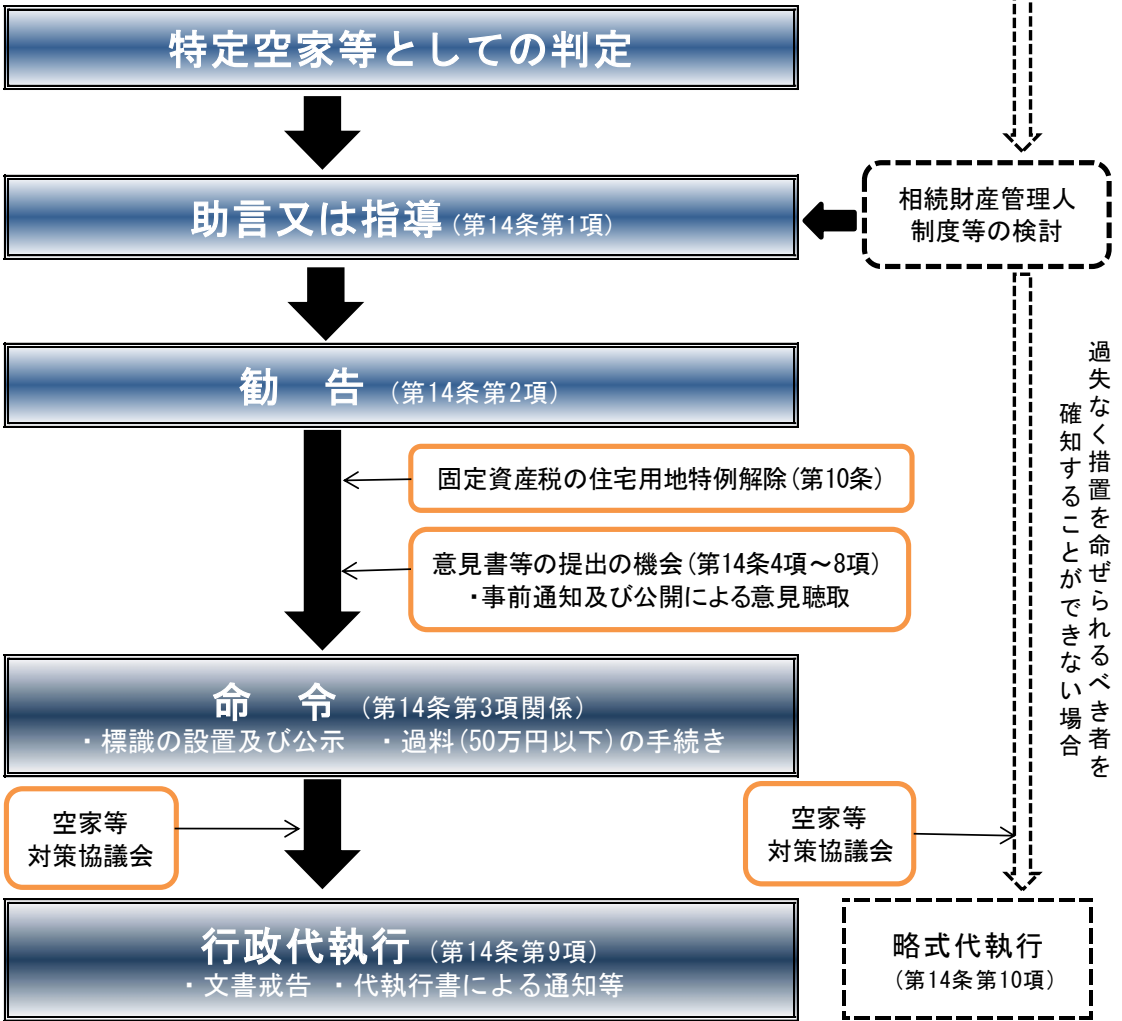 特定空家等としての判定
助言又は指導(第14条第1項)
相続財産管理人
制度等の検討
勧 告 (第14条第2項)
固定資産税の住宅用地特例解除(第10条)
意見書等の提出の機会(第14条4項～8項)
・事前通知及び公開による意見聴取
過失なく措置を命ぜられるべき者を
確知することができない場合
命 令 (第14条第3項関係)
・標識の設置及び公示 ・過料(50万円以下)の手続き
空家等
対策協議会
空家等
対策協議会
行政代執行 (第14条第9項)
・文書戒告 ・代執行書による通知等
略式代執行
(第14条第10項)